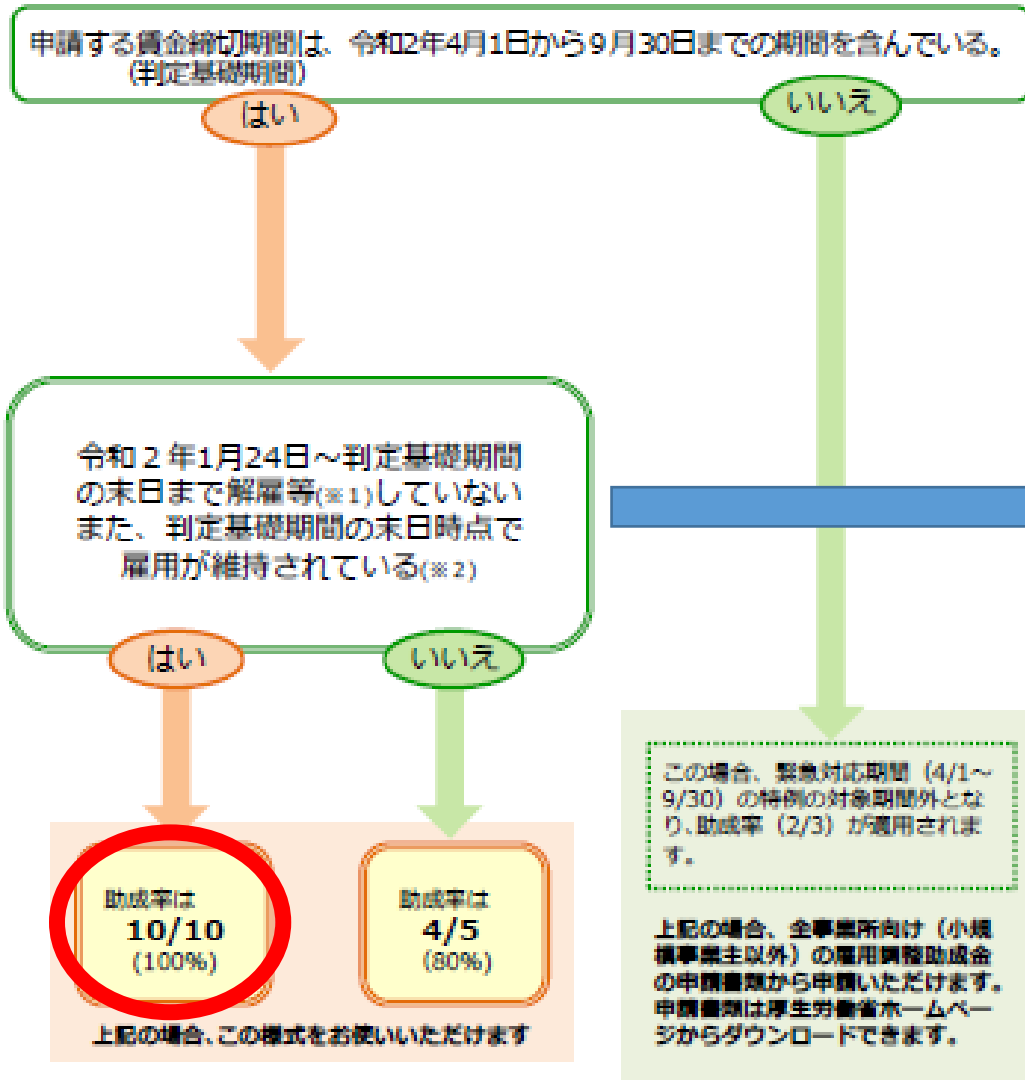 申請する賃金締切期間は、令和2年4月1日から9月30日までの期間を含んでいる。
(判定基礎期間)
はい
いいえ
令和2年1月24日~判定基礎期間
の末日まで解雇等(※1)していない
また、判定基礎期間の末日時点で
雇用が維持されている(※2)
はい
いいえ
助成率は
10/10
(100%)
助成率は
4/5
(80%)
上記の場合、この様式をお使いいただけます
この場合、緊急対応期間(4/1~
9/30)の特例の対象期間外とな
り、助成率(2/3)が適用されま
す。
上記の場合、全事業所向け(小規
模事業主以外)の雇用調整助成金
の申請書類から申請いただけます。
申請書類は厚生労働省ホームペー
ジからダウンロードできます。